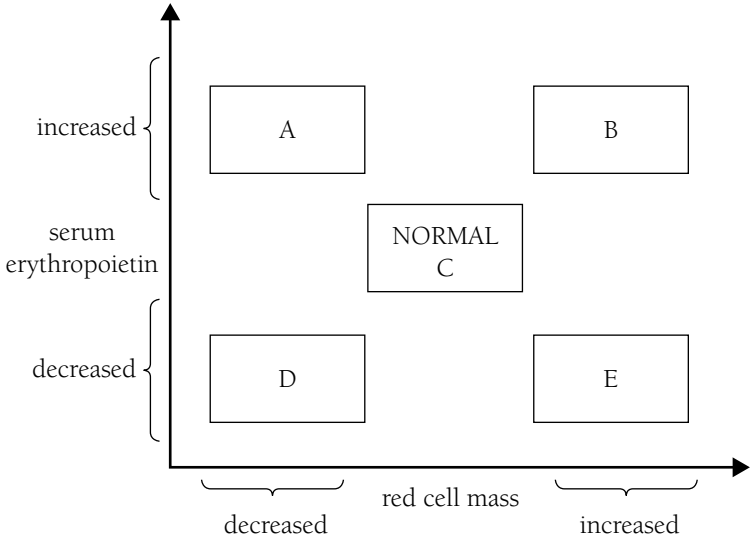 increased
A
B
serum
erythropoietin
NORMAL
C
decreased
D
E
red cell mass
decreased
increased